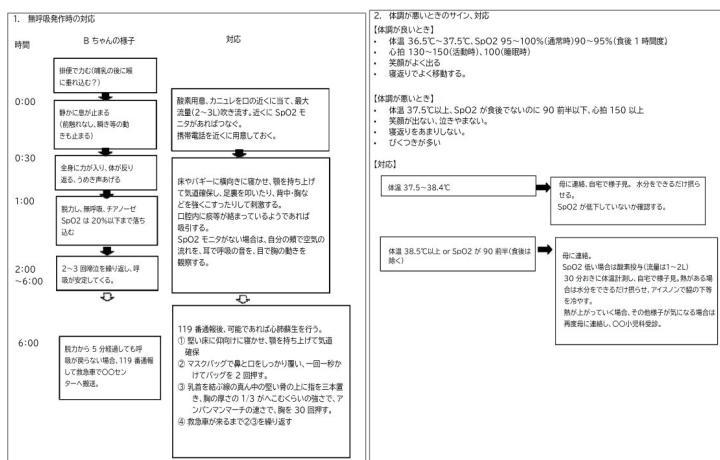 1. 無呼吸発作時の対応
時間
Bちゃんの様子
対応
排便で力む(哺乳の後に眠
に垂れ込む?)
0:00
静かに息が止まる
(前触れなし、瞬き等の動
きも止まる)
酸素用意、カニュレを口の近くに当て、最大
流量(2~3L)吹き流す。近くに SpO2 モ
ニタがあればつなぐ。
携帯電話を近くに用意しておく。
0:30
全身に力が入り、体が反り
返る、うめき声あげる
1:00
脱力し、無呼吸、チアノーゼ
SpO2 は 20%以下まで落ち
込む
床やバギーに横向きに寝かせ、顎を持ち上げ
て気道確保し、足裏を叩いたり、背中・胸な
どを強くこすったりして刺激する。
口腔内に痰等が詰まっているようであれば
吸引する。
SpO2 モニタがない場合は、自分の頬で空気の
流れを、耳で呼吸の音を、目で胸の動きを
観察する。
2:00
~6:00
2~3 回啼泣を繰り返し、呼
吸が安定してくる。
6:00
脱力から 5 分経過しても呼
吸が戻らない場合、119 番通報
して救急車で〇〇セン
ターへ搬送。
119 番通報後、可能であれば心肺蘇生を行う。
① 堅い床に仰向けに寝かせ、顎を持ち上げて気道
確保
② マスクバッグで鼻と口をしっかり覆い、一回一秒か
けてバッグを 2 回押す。
③ 乳首を結ぶ線の真ん中の堅い骨の上に指を三本置
き、胸の厚さの 1/3 がへこむくらいの強さで、ア
ンパンマンマーチの速さで、胸を 30 回押す。
④ 救急車が来るまで②③を繰り返す
2. 体調が悪いときのサイン、対応
【体調が良いとき】
• 体温 36.5℃~37.5℃、SpO2 95~100%(通常時)90~95%(食後 1 時間度)
• 心拍 130~150(活動時)、100(睡眠時)
• 笑顔がよく出る
• 寝返りでよく移動する。
【体調が悪いとき】
• 体温 37.5℃以上、SpO2 が食後でないのに 90 前半以下、心拍 150 以上
• 笑顔が出ない、泣きやまない。
• 寝返りをあまりしない。
• びくつきが多い
【対応】
体温 37.5~38.4℃
母に連絡、自宅で様子見。水分をできるだけ摂ら
せる。
SpO2 が低下していないか確認する。
体温 38.5℃以上 or SpO2 が 90 前半(食後は
除く)
母に連絡。
SpO2 低い場合は酸素投与(流量は1~2L)
30 分おきに体温計測し、自宅で様子見。熱がある場
合は水分をできるだけ摂らせ、アイスノンで脇の下等
を冷やす。
熱が上がっていく場合、その他様子が気になる場合は
再度母に連絡し、〇〇小児科受診。